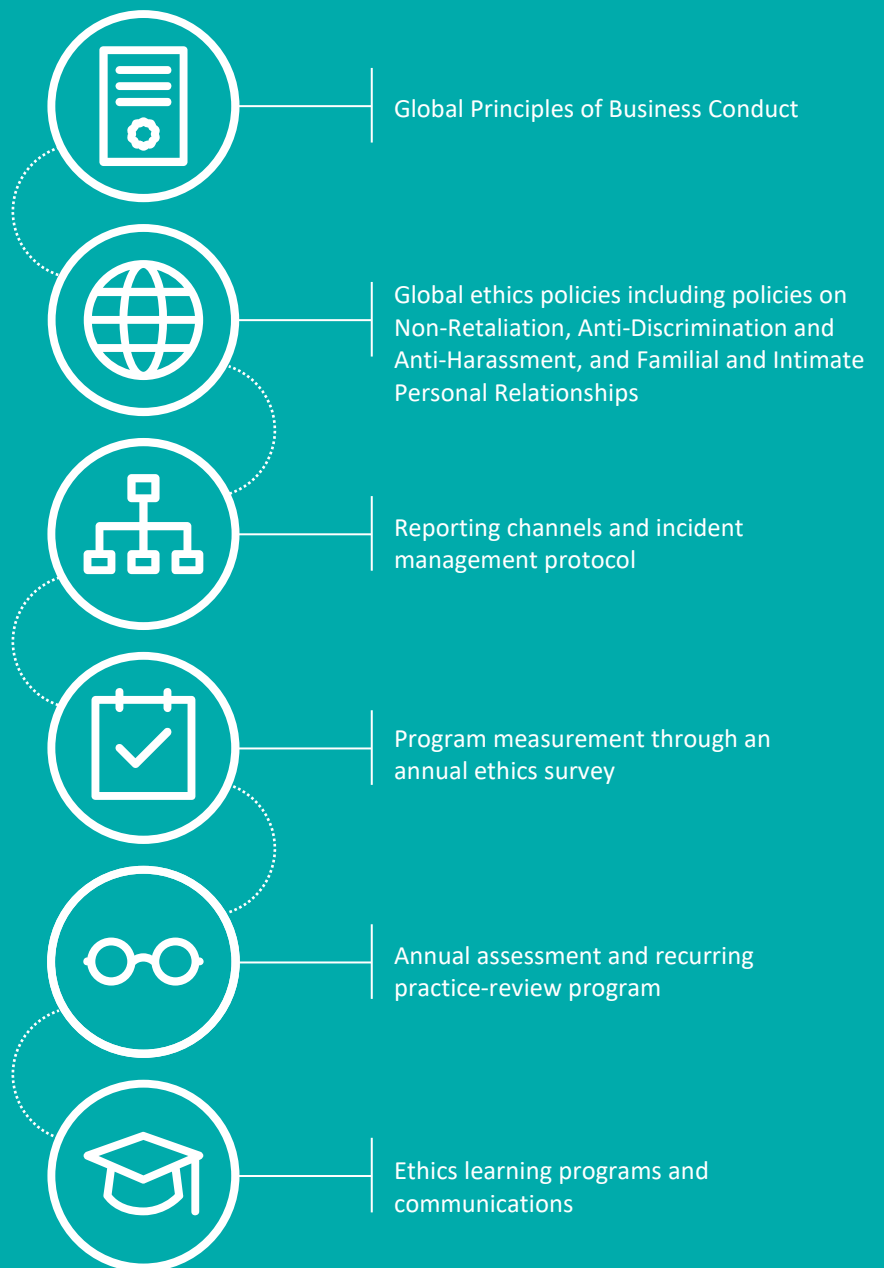 Global Principles of Business Conduct
Global ethics policies including policies on
Non-Retaliation, Anti-Discrimination and
Anti-Harassment, and Familial and Intimate
Personal Relationships
Reporting channels and incident
management protocol
Program measurement through an
annual ethics survey
Annual assessment and recurring
practice-review program
Ethics learning programs and
communications